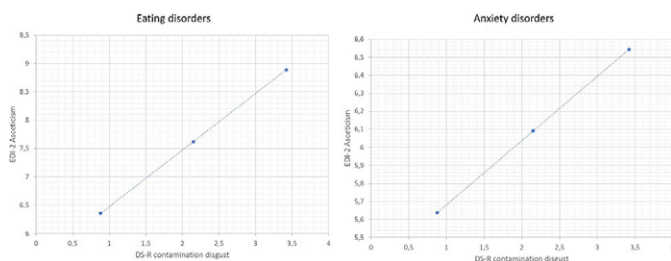 Eating disorders
9,5
9
8,5
8
7,5
7
6,5
6
EDI-2 Asceticism
0 0,5 1 1,5 2 2,5 3 3,5 4
DS-R contamination disgust
Anxiety disorders
6,6
6,5
6,4
6,3
6,2
6,1
6
5,9
5,8
5,7
5,6
5,5
EDI-2 Asceticism
0 0,5 1 1,5 2 2,5 3 3,5
DS-R contamination disgust